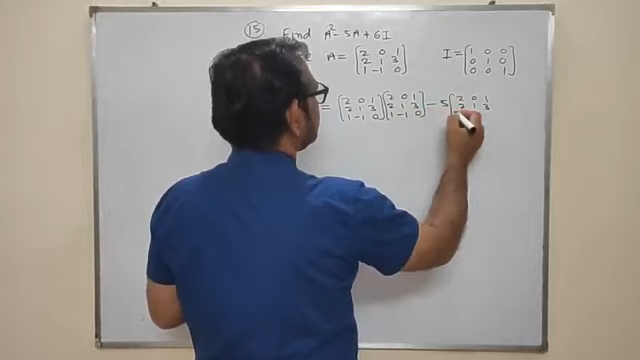 15 Find A² - 5A + 6I
A = [2 0 1 I = [1 0 0
2 1 3 0 1 0
1 -1 0] 0 0 1]
= [2 0 1 [2 0 1 - 5 [2 0 1
2 1 3 2 1 3 2 1 3
1 -1 0] 1 -1 0]